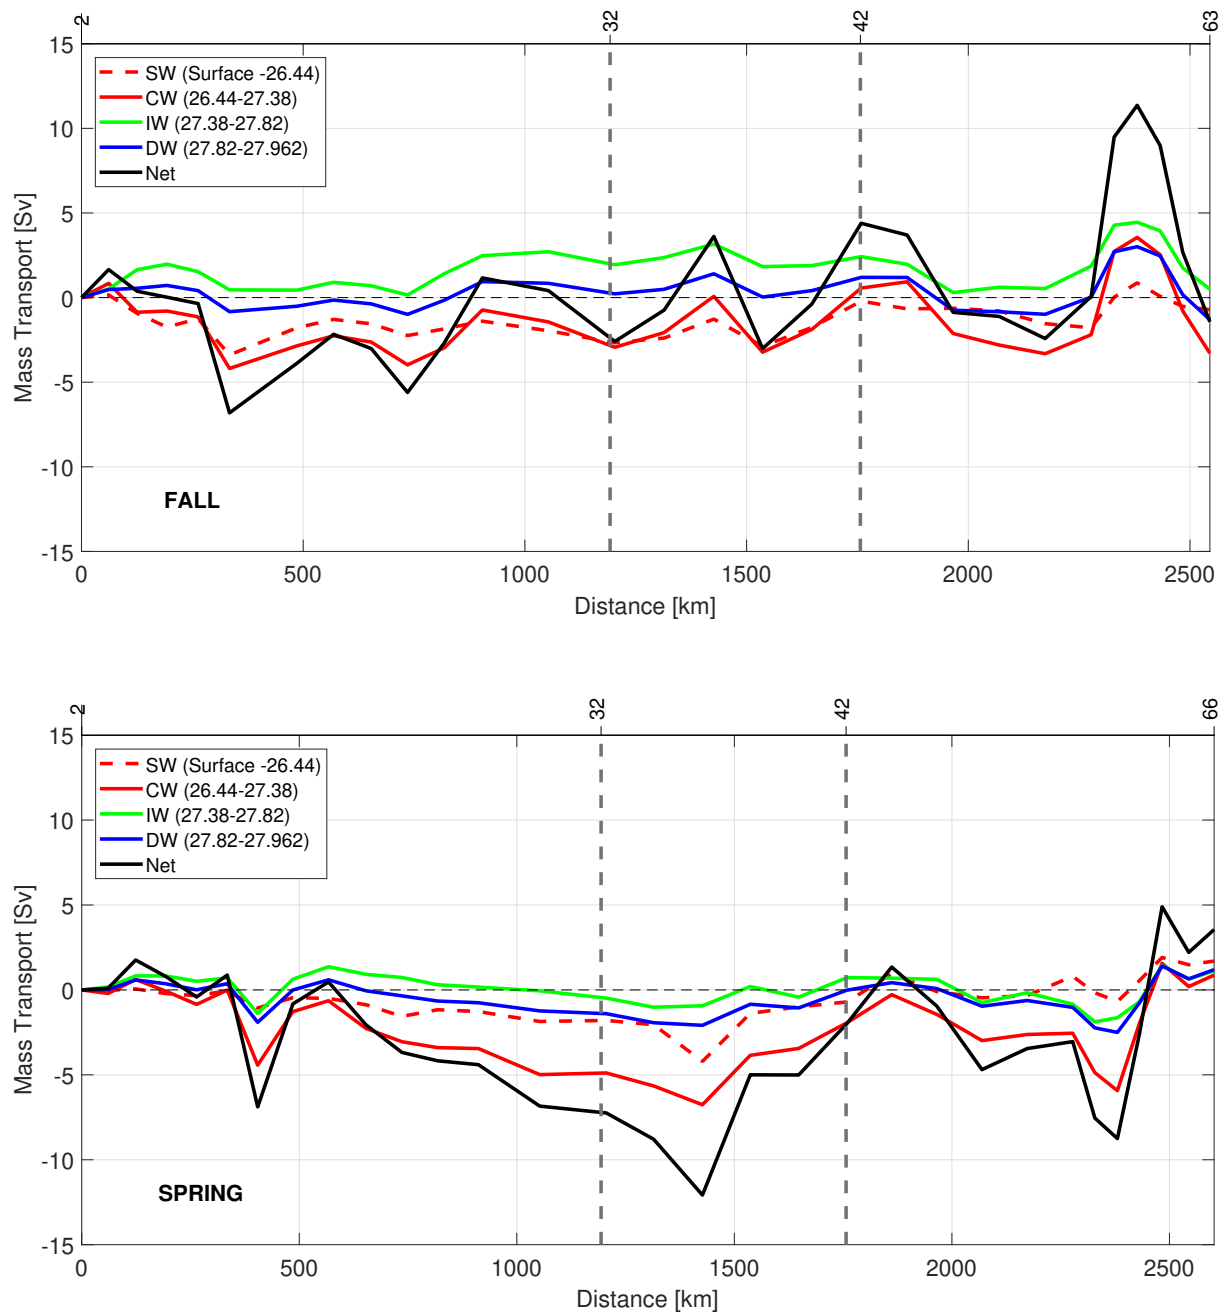 2 32 42 63
15
10
5
0
-5
-10
-15
Mass Transport [Sv]
SW (Surface -26.44)
CW (26.44-27.38)
IW (27.38-27.82)
DW (27.82-27.962)
Net
FALL
0 500 1000 1500 2000 2500
Distance [km]
2 32 42 66
15
10
5
0
-5
-10
-15
Mass Transport [Sv]
SW (Surface -26.44)
CW (26.44-27.38)
IW (27.38-27.82)
DW (27.82-27.962)
Net
SPRING
0 500 1000 1500 2000 2500
Distance [km]